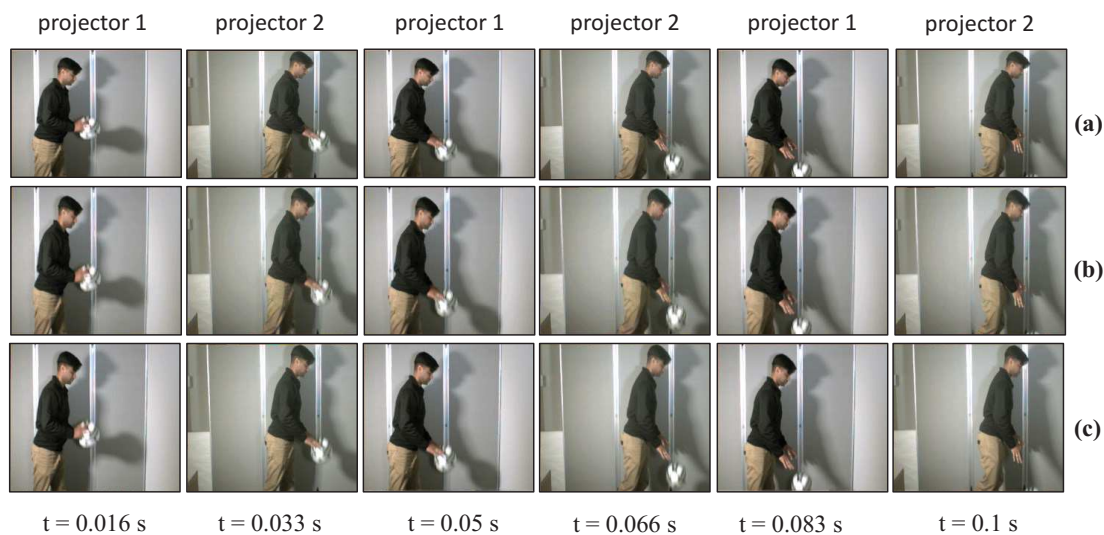 projector 1 projector 2 projector 1 projector 2 projector 1 projector 2
(a)
(b)
(c)
t = 0.016 s t = 0.033 s t = 0.05 s t = 0.066 s t = 0.083 s t = 0.1 s